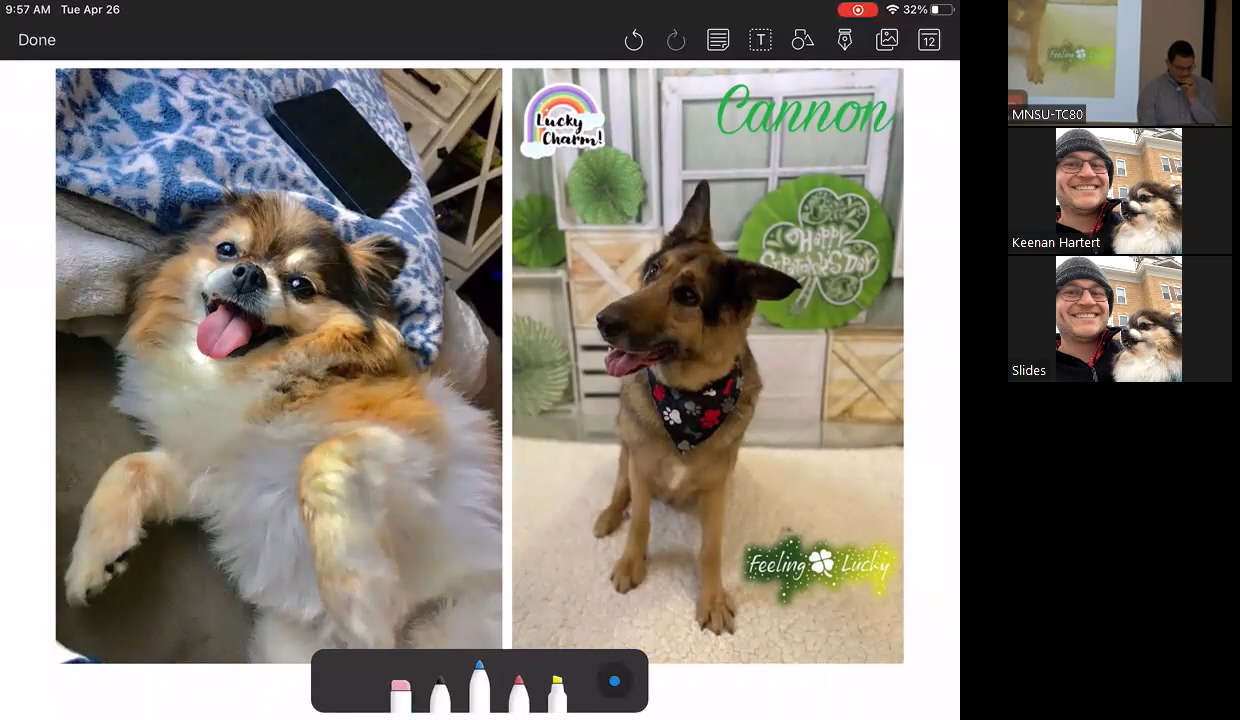 9:57 AM Tue Apr 26
32%
Done
T
12
Lucky
Charm!
Cannon
Happy
St. Patrick's Day
Feeling Lucky
MNSU-TC80
Keenan Hartert
Slides
Feeling